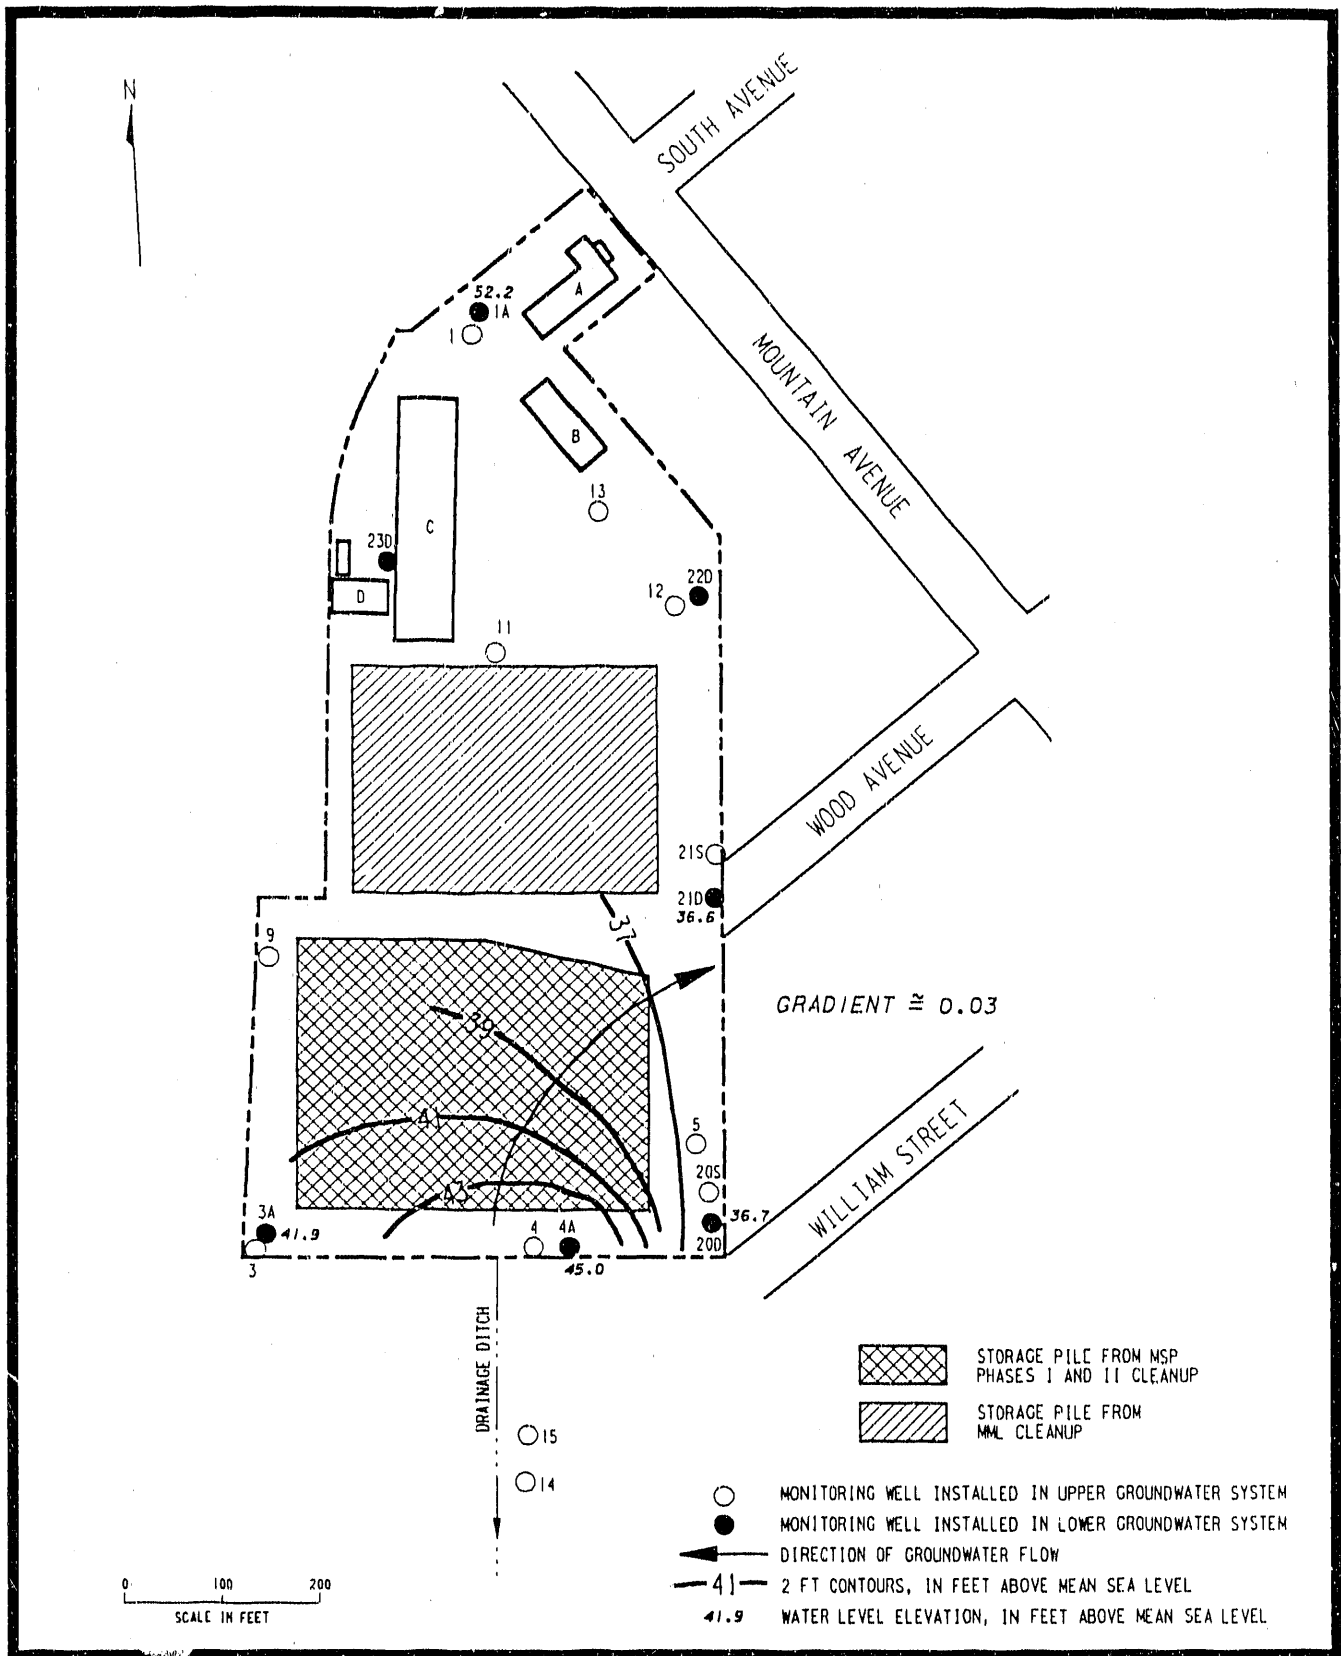 N
SOUTH AVENUE
52.2
1A
1
A
MOUNTAIN AVENUE
B
13
C
23D
D
22D
12
11
WOOD AVENUE
21S
21D
36.6
37
9
GRADIENT ≅ 0.03
39
41
5
WILLIAM STREET
20S
43
3A
41.9
4
4A
36.7
20D
3
45.0
DRAINAGE DITCH
STORAGE PILE FROM MSP
PHASES I AND II CLEANUP
STORAGE PILE FROM
MML CLEANUP
15
14
MONITORING WELL INSTALLED IN UPPER GROUNDWATER SYSTEM
MONITORING WELL INSTALLED IN LOWER GROUNDWATER SYSTEM
DIRECTION OF GROUNDWATER FLOW
41 2 FT CONTOURS, IN FEET ABOVE MEAN SEA LEVEL
41.9 WATER LEVEL ELEVATION, IN FEET ABOVE MEAN SEA LEVEL
0 100 200
SCALE IN FEET